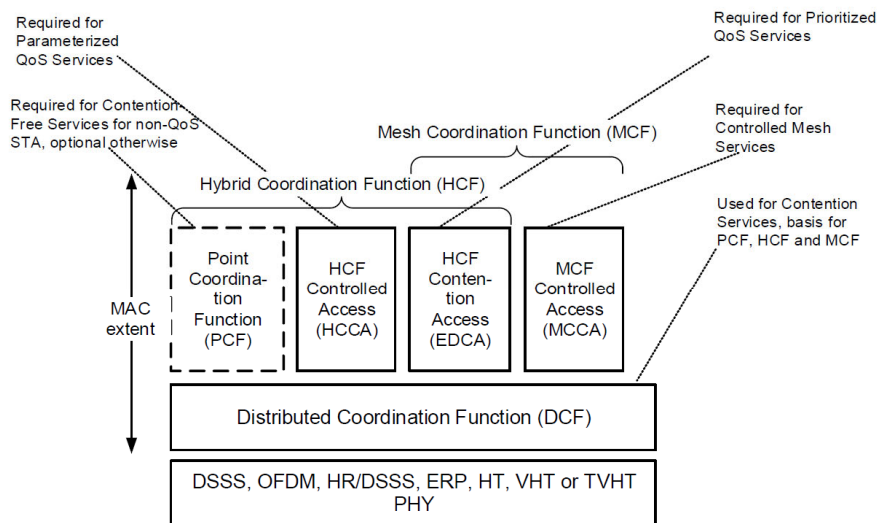 Required for
Parameterized
QoS Services
Required for Prioritized
QoS Services
Required for Contention-
Free Services for non-QoS
STA, optional otherwise
Mesh Coordination Function (MCF)
Required for
Controlled Mesh
Services
Hybrid Coordination Function (HCF)
Used for Contention
Services, basis for
PCF, HCF and MCF
MAC
extent
Point
Coordina-
tion
Function
(PCF)
HCF
Controlled
Access
(HCCA)
HCF
Conten-
tion
Access
(EDCA)
MCF
Controlled
Access
(MCCA)
Distributed Coordination Function (DCF)
DSSS, OFDM, HR/DSSS, ERP, HT, VHT or TVHT
PHY